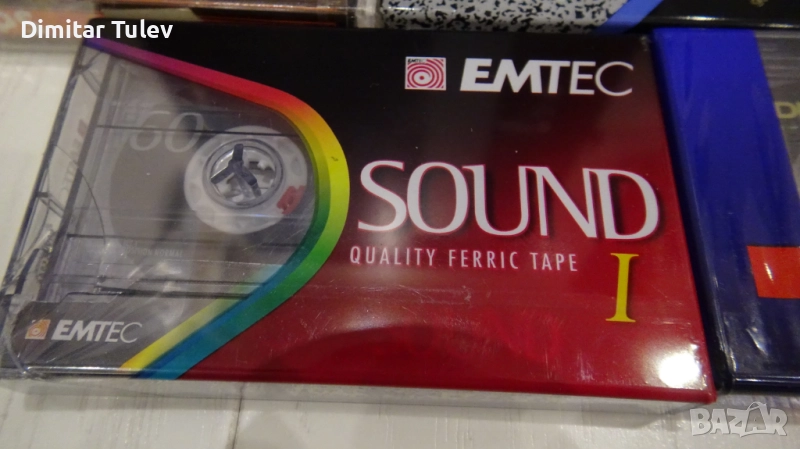 Dimitar Tulev
EMTEC
60
SOUND
QUALITY FERRIC TAPE
I
EMTEC
BAZAR